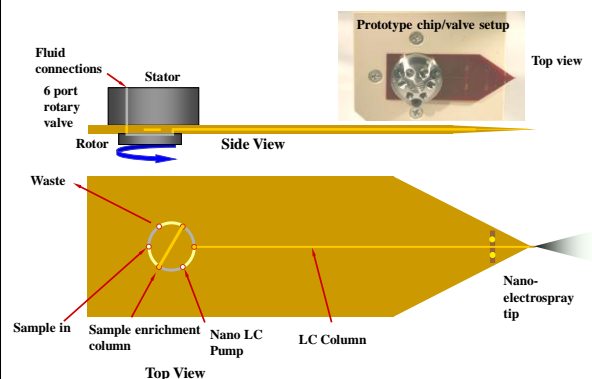 Prototype chip/valve setup
Top view
Fluid
connections
Stator
6 port
rotary
valve
Rotor
Side View
Waste
Sample in
Sample enrichment
column
Nano LC
Pump
LC Column
Nano-
electrospray
tip
Top View